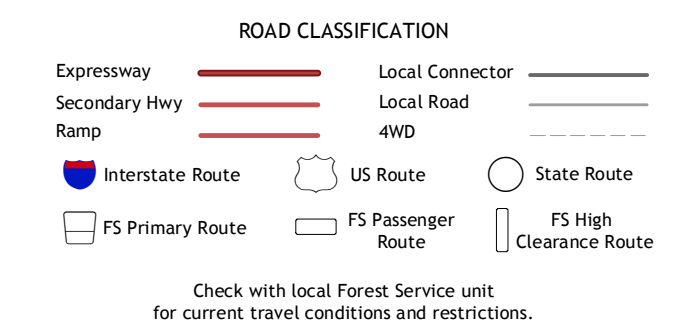 ROAD CLASSIFICATION
Expressway
Local Connector
Secondary Hwy
Local Road
Ramp
4WD
Interstate Route
US Route
State Route
FS Primary Route
FS Passenger
Route
FS High
Clearance Route
Check with local Forest Service unit
for current travel conditions and restrictions.